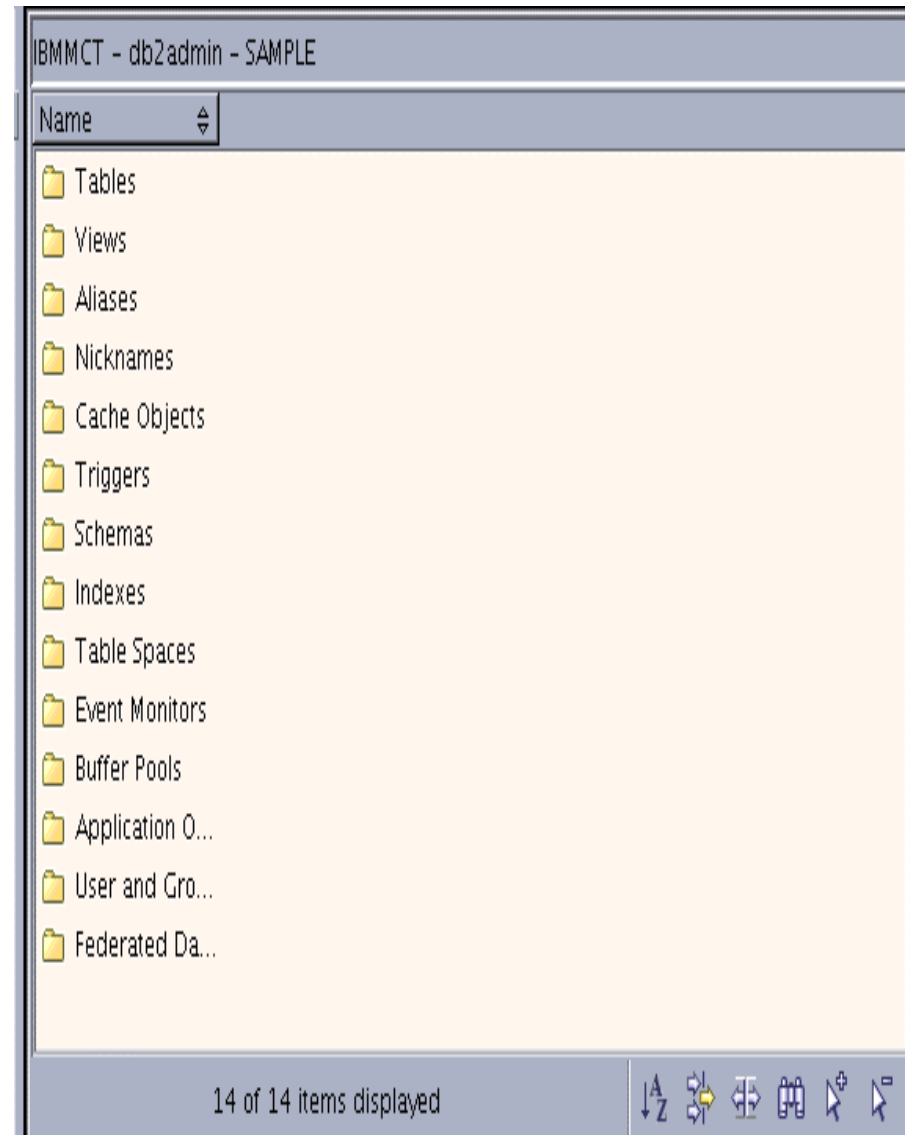 IBMMCT – db2admin – SAMPLE
Name
Tables
Views
Aliases
Nicknames
Cache Objects
Triggers
Schemas
Indexes
Table Spaces
Event Monitors
Buffer Pools
Application O...
User and Gro...
Federated Da...
14 of 14 items displayed
A
Z